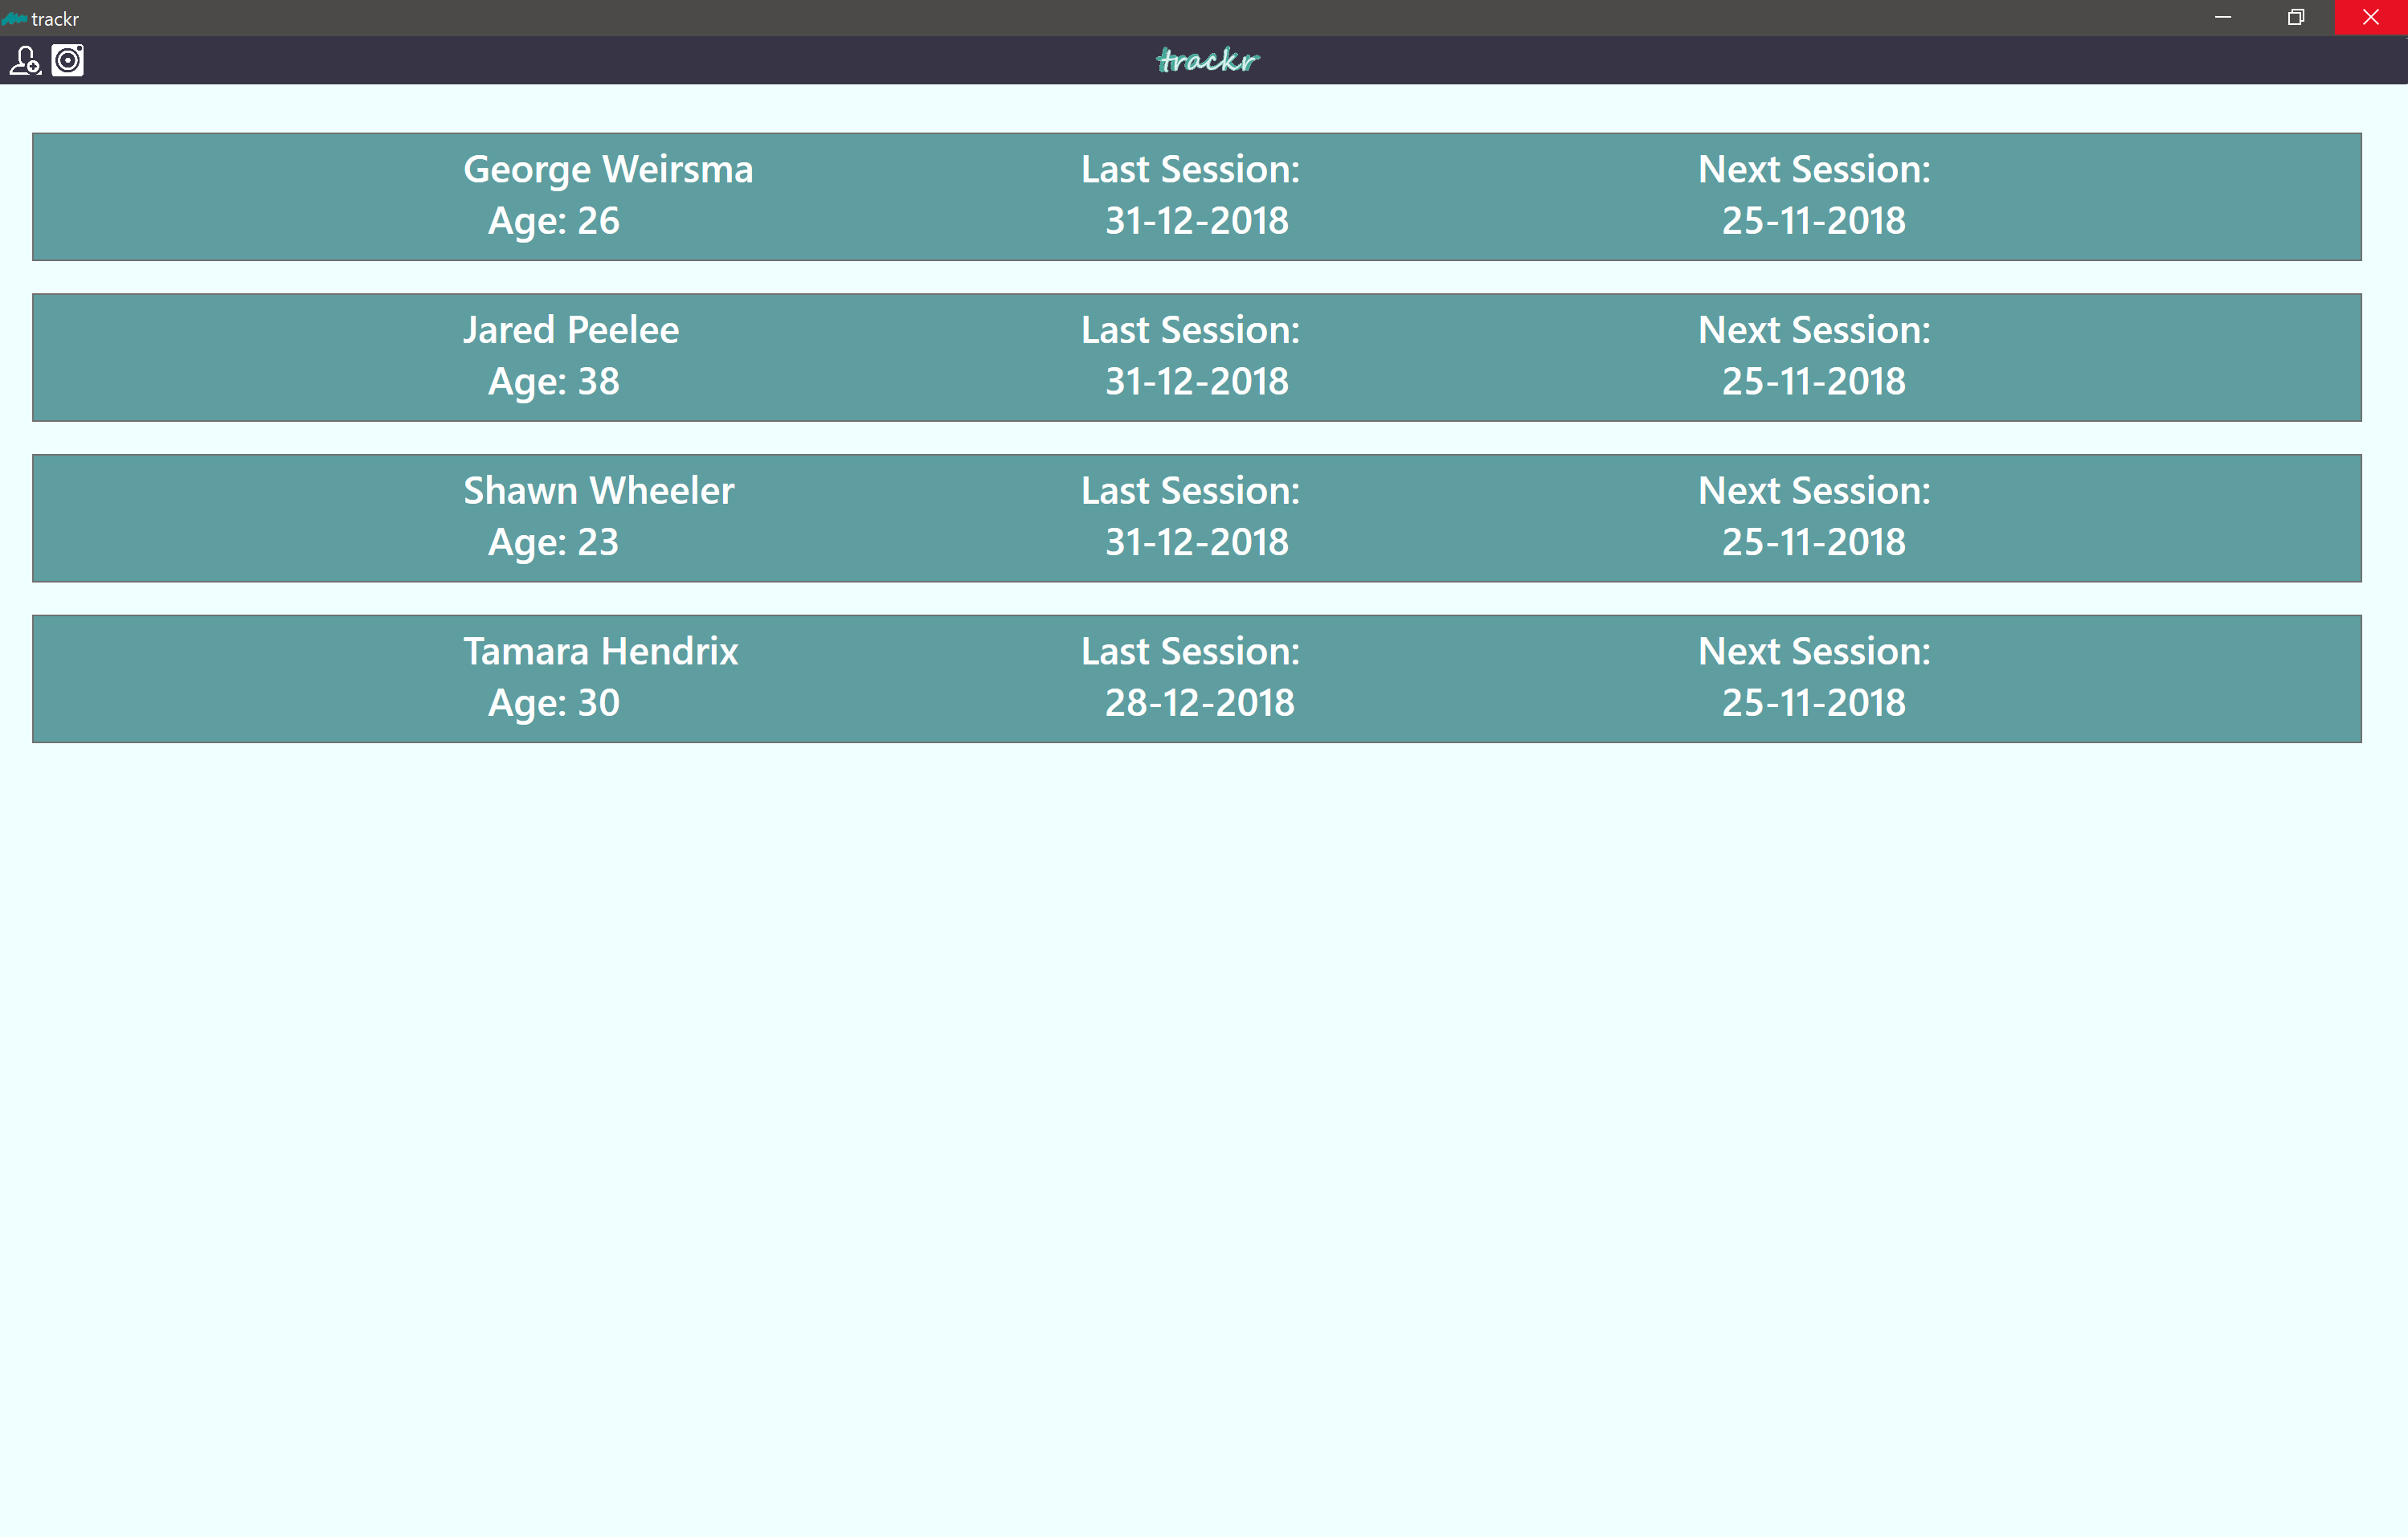 trackr
trackr
George Weirsma
Age: 26
Last Session:
31-12-2018
Next Session:
25-11-2018
Jared Peelee
Age: 38
Last Session:
31-12-2018
Next Session:
25-11-2018
Shawn Wheeler
Age: 23
Last Session:
31-12-2018
Next Session:
25-11-2018
Tamara Hendrix
Age: 30
Last Session:
28-12-2018
Next Session:
25-11-2018